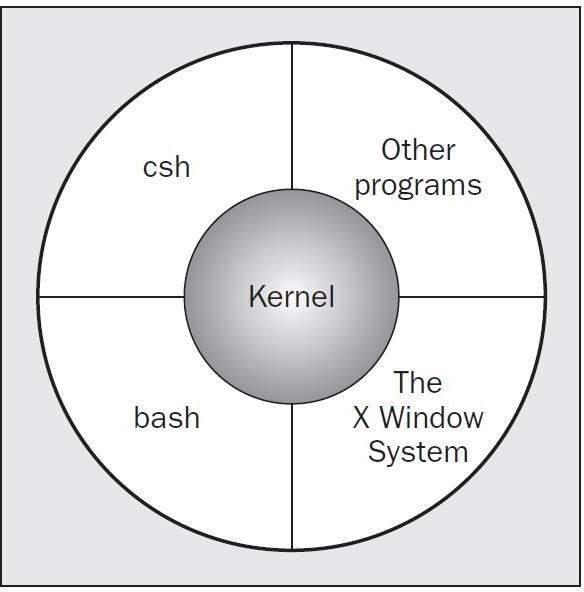 csh
Other
programs
Kernel
bash
The
X Window
System